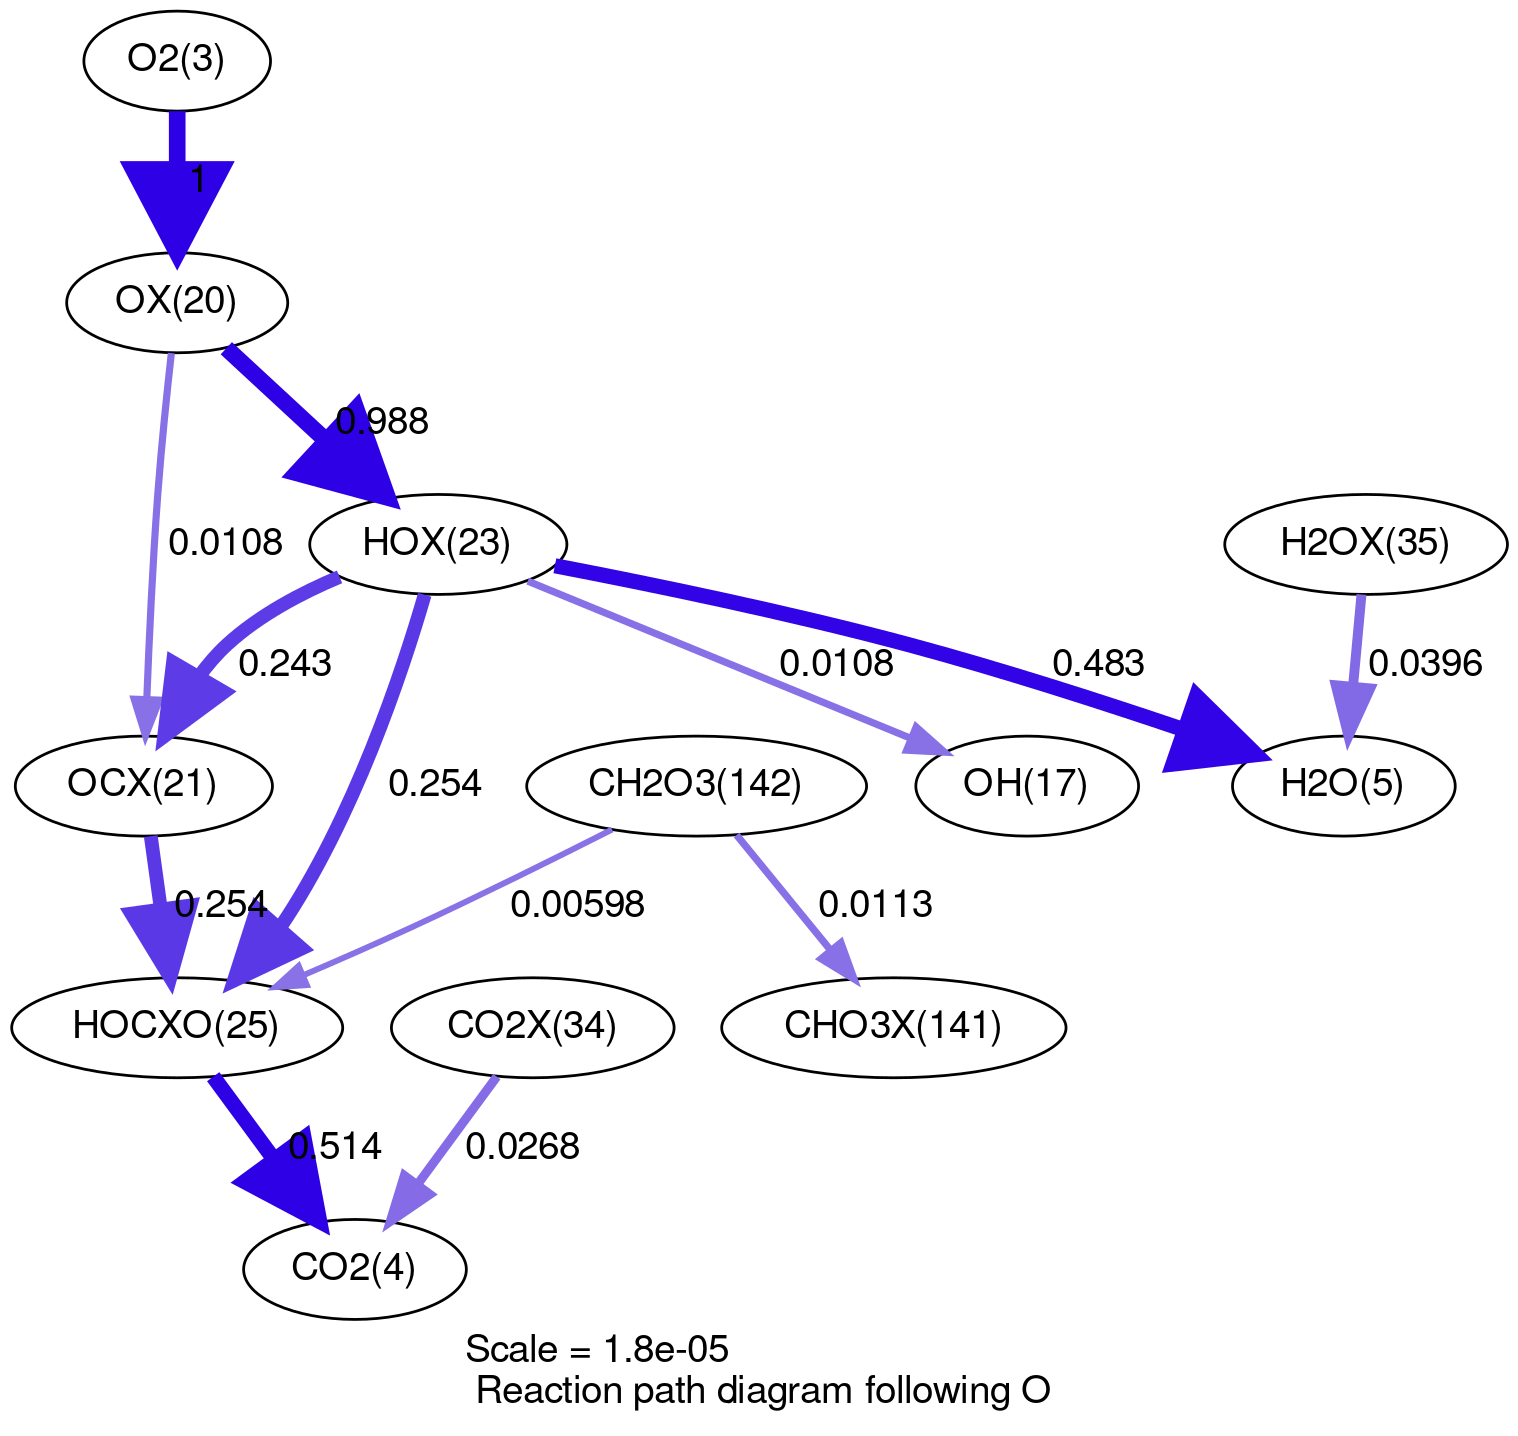 O2(3)
1
OX(20)
0.988
0.0108
HOX(23)
H2OX(35)
0.243
0.0108
0.483
0.0396
OCX(21)
0.254
CH2O3(142)
OH(17)
H2O(5)
0.254
0.00598
0.0113
HOCXO(25)
CO2X(34)
CHO3X(141)
0.514
0.0268
CO2(4)
Scale = 1.8e-05
Reaction path diagram following O